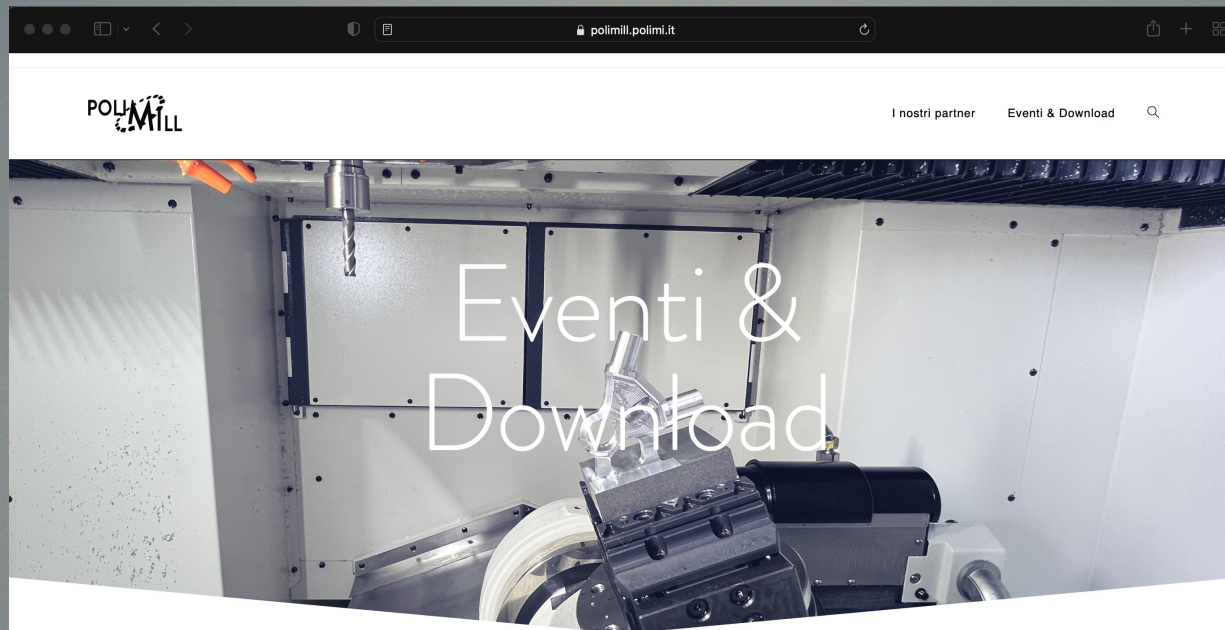 polimill.polimi.it
POLIMILL
I nostri partner
Eventi & Download
Eventi &
Download